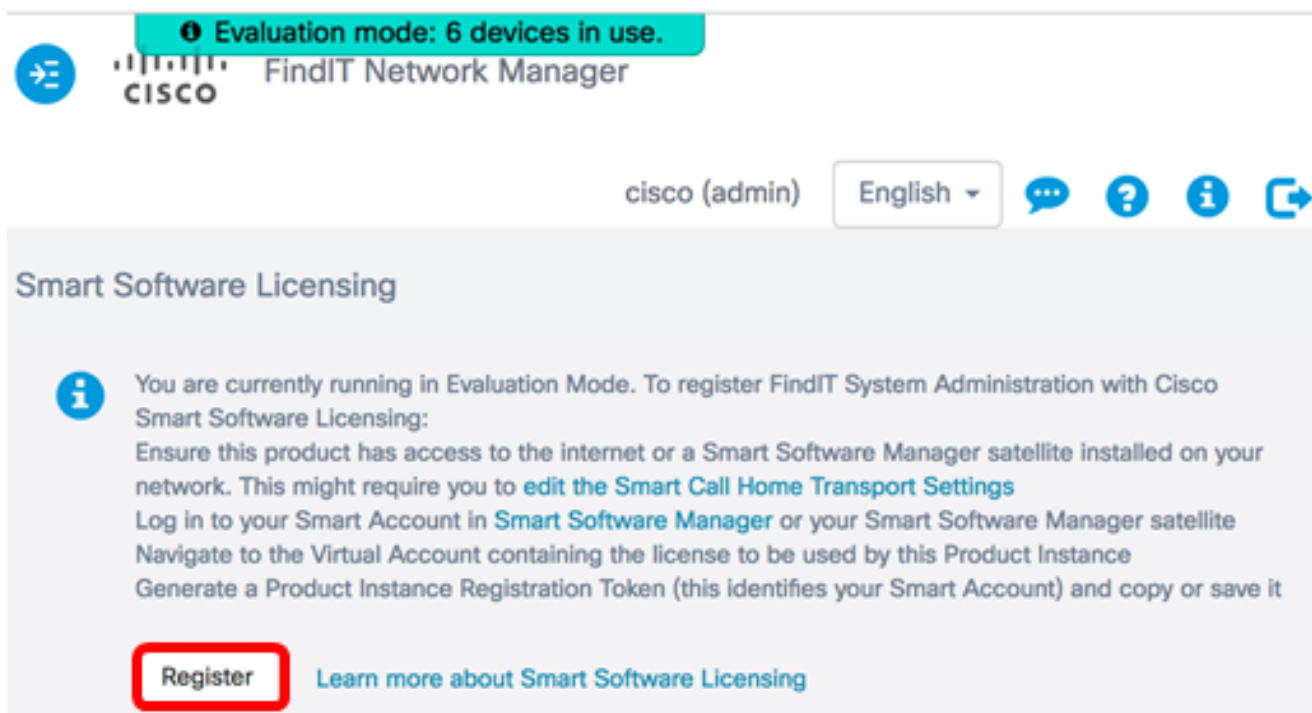 Evaluation mode: 6 devices in use.
CISCO
FindIT Network Manager
cisco (admin)
English
Smart Software Licensing
You are currently running in Evaluation Mode. To register FindIT System Administration with Cisco
Smart Software Licensing:
Ensure this product has access to the internet or a Smart Software Manager satellite installed on your
network. This might require you to edit the Smart Call Home Transport Settings
Log in to your Smart Account in Smart Software Manager or your Smart Software Manager satellite
Navigate to the Virtual Account containing the license to be used by this Product Instance
Generate a Product Instance Registration Token (this identifies your Smart Account) and copy or save it
Register
Learn more about Smart Software Licensing